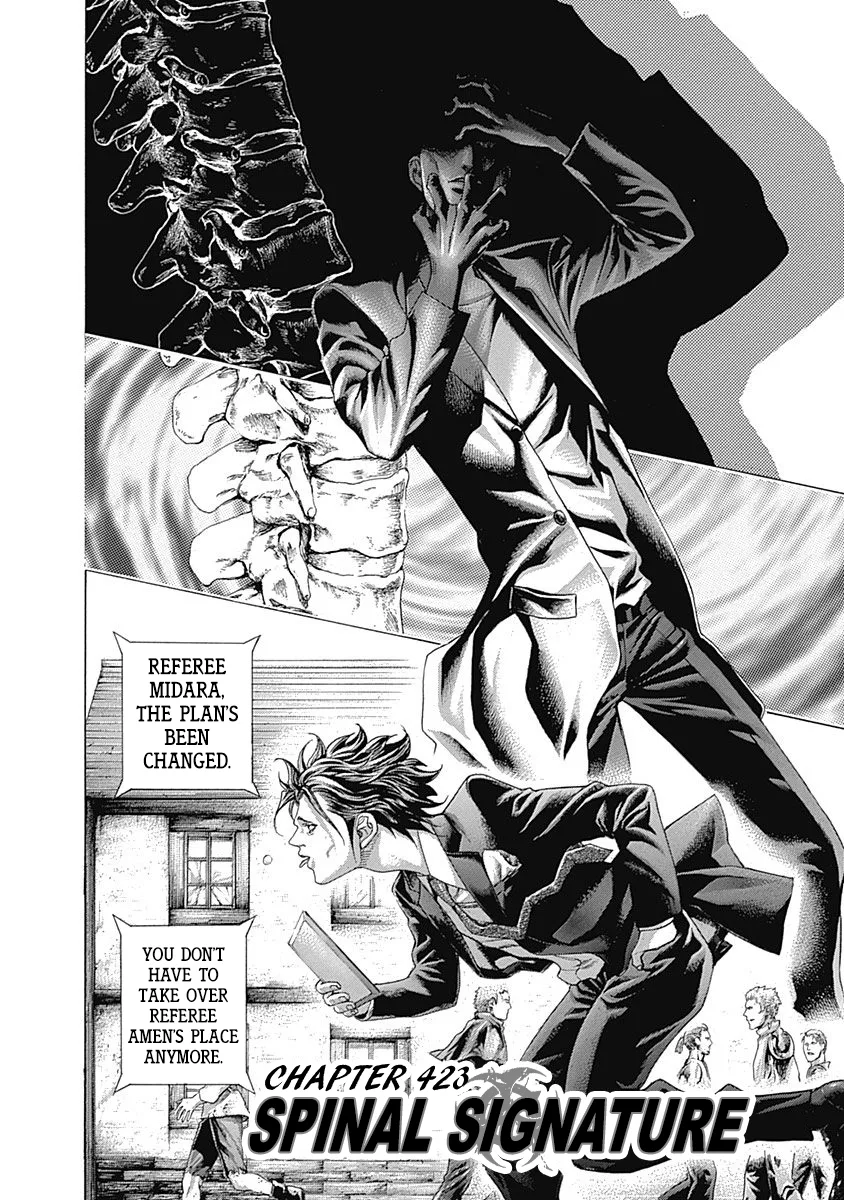 REFEREE
MIDARA,
THE PLAN'S
BEEN
CHANGED.
YOU DON'T
HAVE TO
TAKE OVER
REFEREE
AMEN'S PLACE
ANYMORE.
CHAPTER 423
SPINAL SIGNATURE